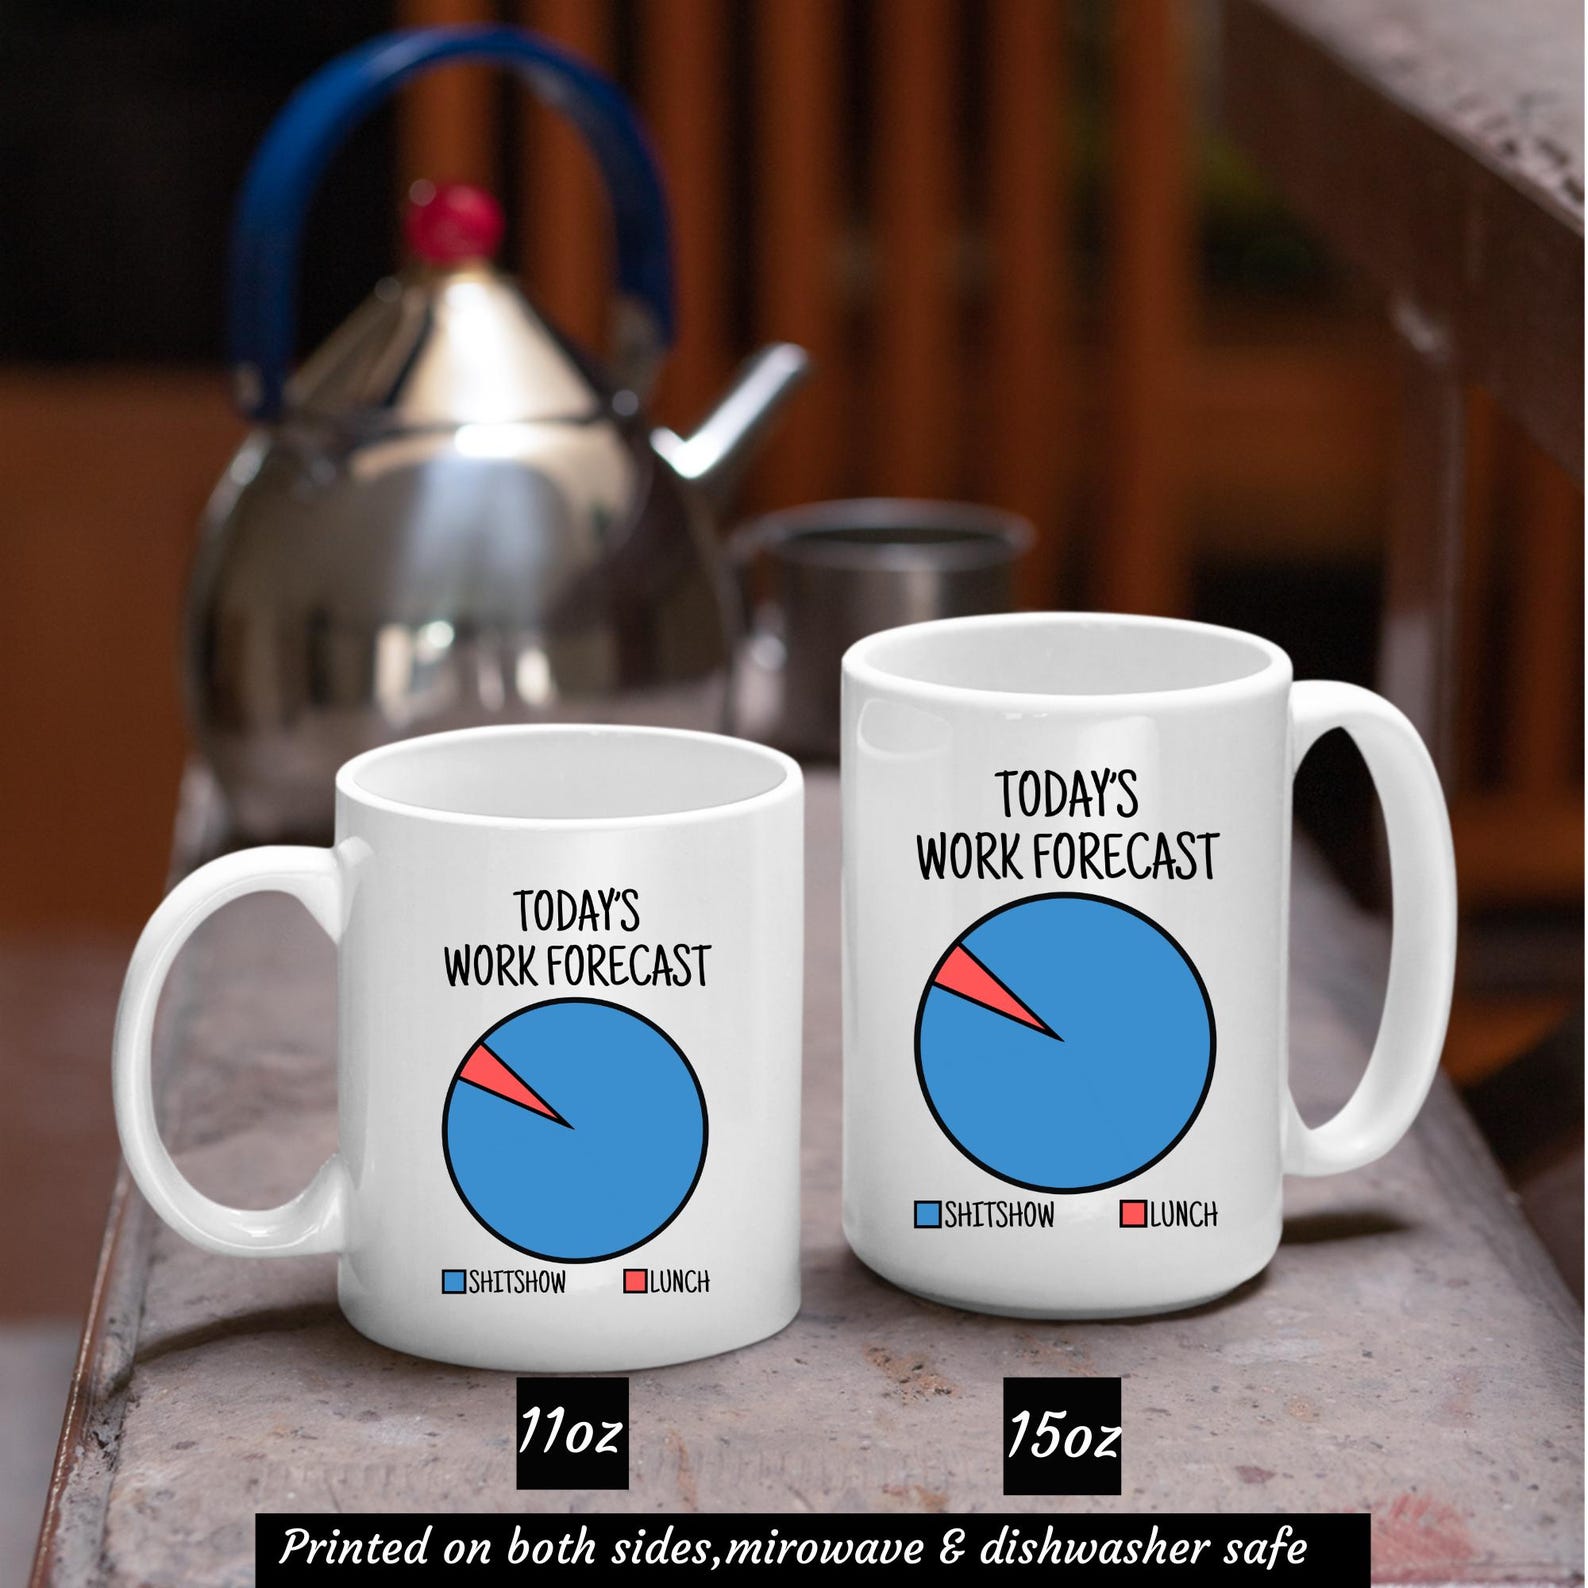 TODAY'S
WORK FORECAST
SHITSHOW LUNCH
TODAY'S
WORK FORECAST
SHITSHOW LUNCH
11oz
15oz
Printed on both sides,mirowave & dishwasher safe